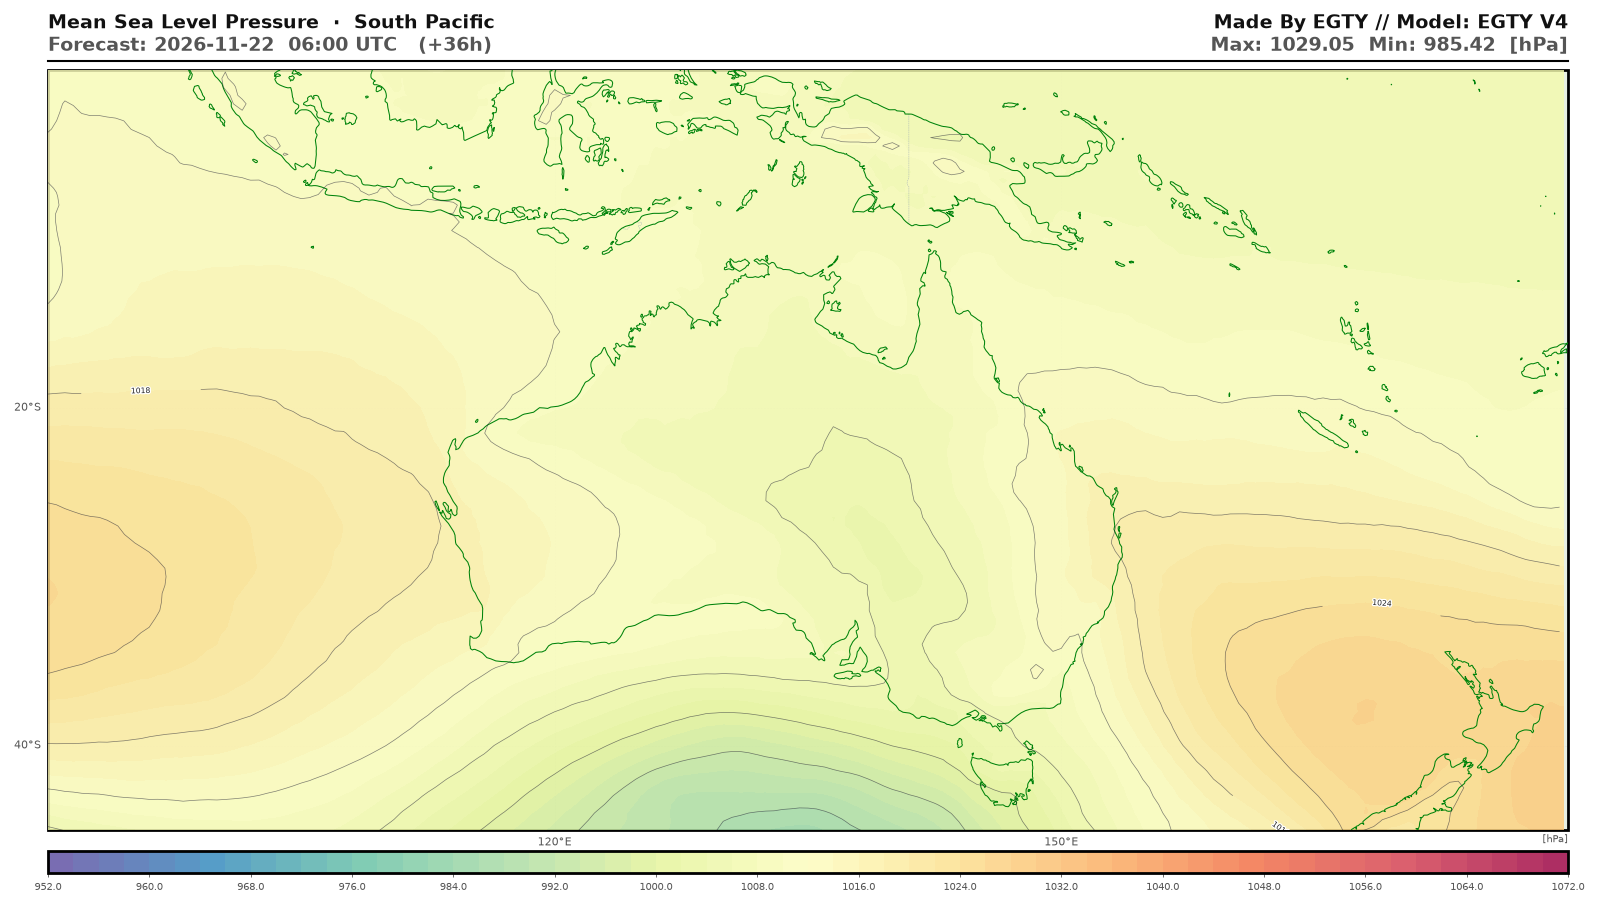 Mean Sea Level Pressure · South Pacific
Made By EGTY // Model: EGTY V4
Forecast: 2026-11-22 06:00 UTC (+36h)
Max: 1029.05 Min: 985.42 [hPa]
1018
20°S
1024
40°S
120°E
150°E
[hPa]
952.0 960.0 968.0 976.0 984.0 992.0 1000.0 1008.0 1016.0 1024.0 1032.0 1040.0 1048.0 1056.0 1064.0 1072.0